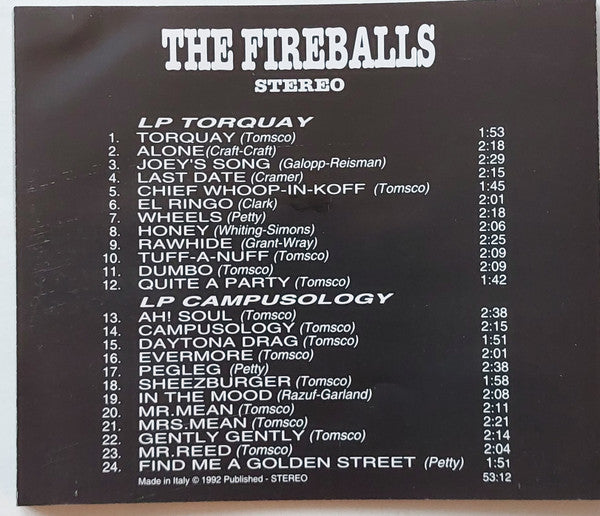 THE FIREBALLS
STEREO
LP TORQUAY
1. TORQUAY (Tomsco) 1:53
2. ALONE (Craft-Craft) 2:18
3. JOEY'S SONG (Galopp-Reisman) 2:29
4. LAST DATE (Cramer) 2:15
5. CHIEF WHOOP-IN-KOFF (Tomsco) 1:45
6. EL RINGO (Clark) 2:01
7. WHEELS (Petty) 2:18
8. HONEY (Whiting-Simons) 2:06
9. RAWHIDE (Grant-Wray) 2:25
10. TUFF-A-NUFF (Tomsco) 2:09
11. DUMBO (Tomsco) 2:09
12. QUITE A PARTY (Tomsco) 1:42
LP CAMPUSOLOGY
13. AH! SOUL (Tomsco) 2:38
14. CAMPUSOLOGY (Tomsco) 2:15
15. DAYTONA DRAG (Tomsco) 1:51
16. EVERMORE (Tomsco) 2:01
17. PEGLEG (Petty) 2:38
18. SHEEZBURGER (Tomsco) 1:58
19. IN THE MOOD (Razuf-Garland) 2:08
20. MR.MEAN (Tomsco) 2:11
21. MRS.MEAN (Tomsco) 2:21
22. GENTLY GENTLY (Tomsco) 2:14
23. MR.REED (Tomsco) 2:04
24. FIND ME A GOLDEN STREET (Petty) 1:51
Made in Italy © 1992 Published - STEREO 53:12